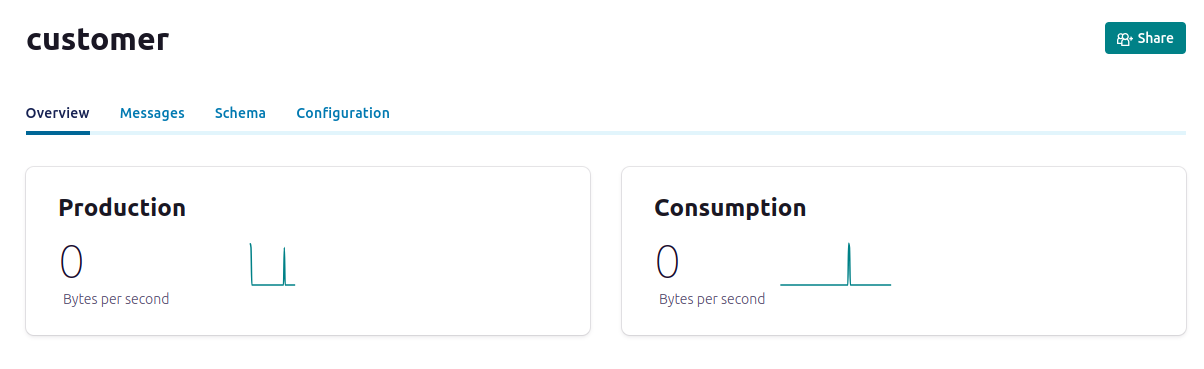 customer
Share
Overview Messages Schema Configuration
Production
0
Bytes per second
Consumption
0
Bytes per second